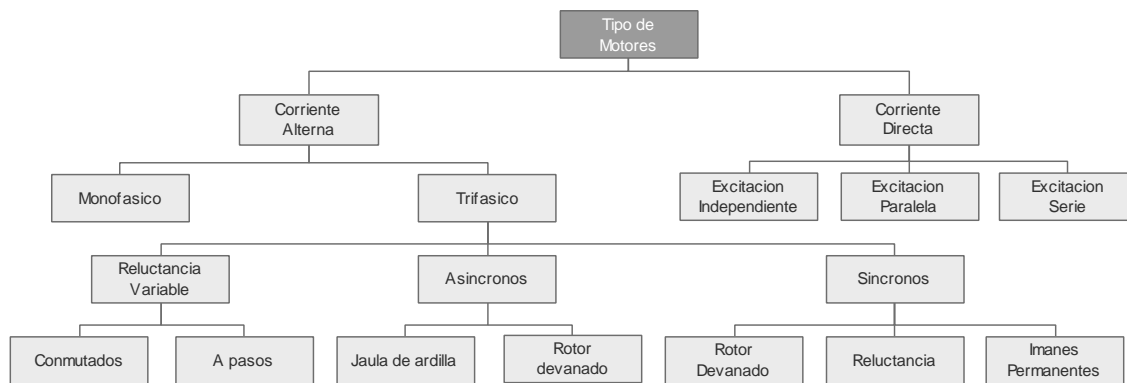 Tipo de
Motores
Corriente
Alterna
Corriente
Directa
Monofasico
Trifasico
Excitacion
Independiente
Excitacion
Paralela
Excitacion
Serie
Reluctancia
Variable
Asincronos
Sincronos
Conmutados
A pasos
Jaula de ardilla
Rotor
devanado
Rotor
Devanado
Reluctancia
Imanes
Permanentes